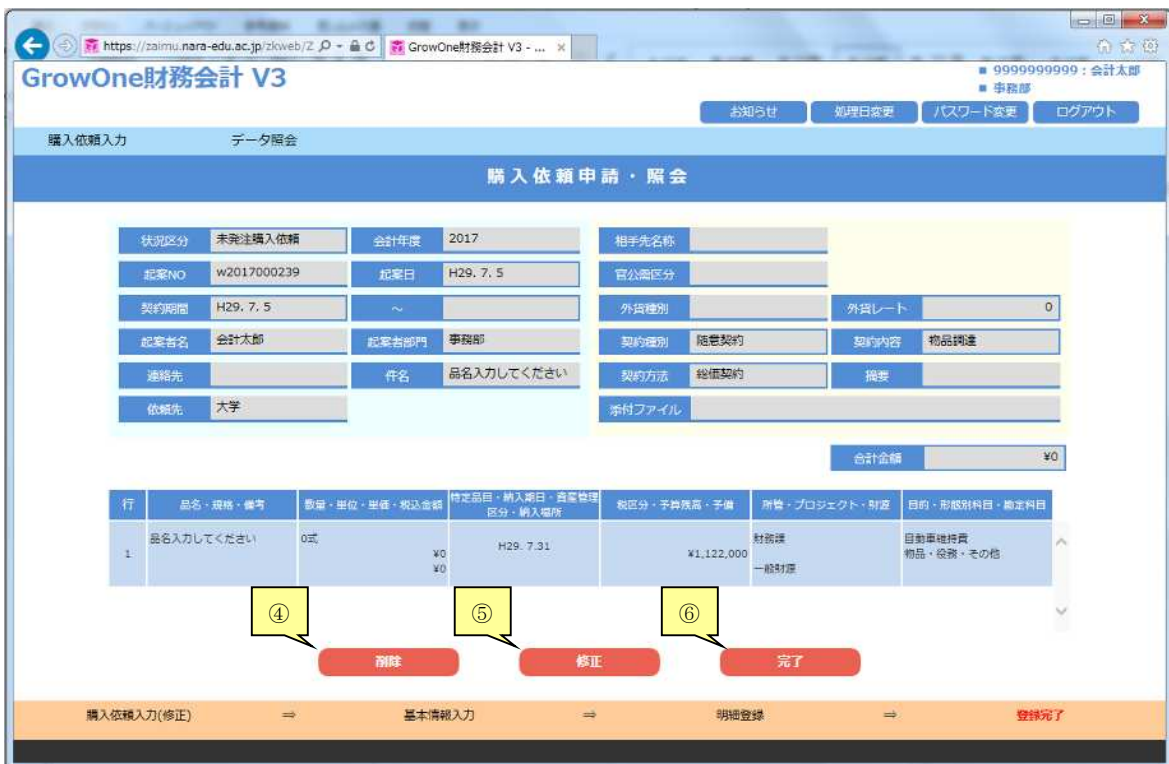 https://zaimu.nara-edu.ac.jp/zkweb/Z
GrowOne財務会計 V3 - ...
GrowOne財務会計 V3
9999999999：会計太郎
事務部
お知らせ 処理日変更 パスワード変更 ログアウト
購入依頼入力 データ照会
購入依頼申請・照会
状況区分 未発注購入依頼 会計年度 2017 相手先名称
起案NO w2017000239 起案日 H29. 7. 5 官公需区分
契約期間 H29. 7. 5 ～ 外貨種別 外貨レート 0
起案者名 会計太郎 起案者部門 事務部 契約種別 随意契約 契約内容 物品調達
連絡先 件名 品名入力してください 契約方法 総価契約 摘要
依頼先 大学 添付ファイル
合計金額 ¥0
行 品名・規格・備考 数量・単位・単価・税込金額 特定品目・納入期日・資産管理区分・納入場所 税区分・予算残高・予備 所管・プロジェクト・財源 目的・形態別科目・勘定科目
1 品名入力してください 0式 ¥0 ¥0 H29. 7.31 ¥1,122,000 財務課 一般財源 自動車維持費 物品・役務・その他
④ ⑤ ⑥
削除 修正 完了
購入依頼入力(修正) ⇒ 基本情報入力 ⇒ 明細登録 ⇒ 登録完了